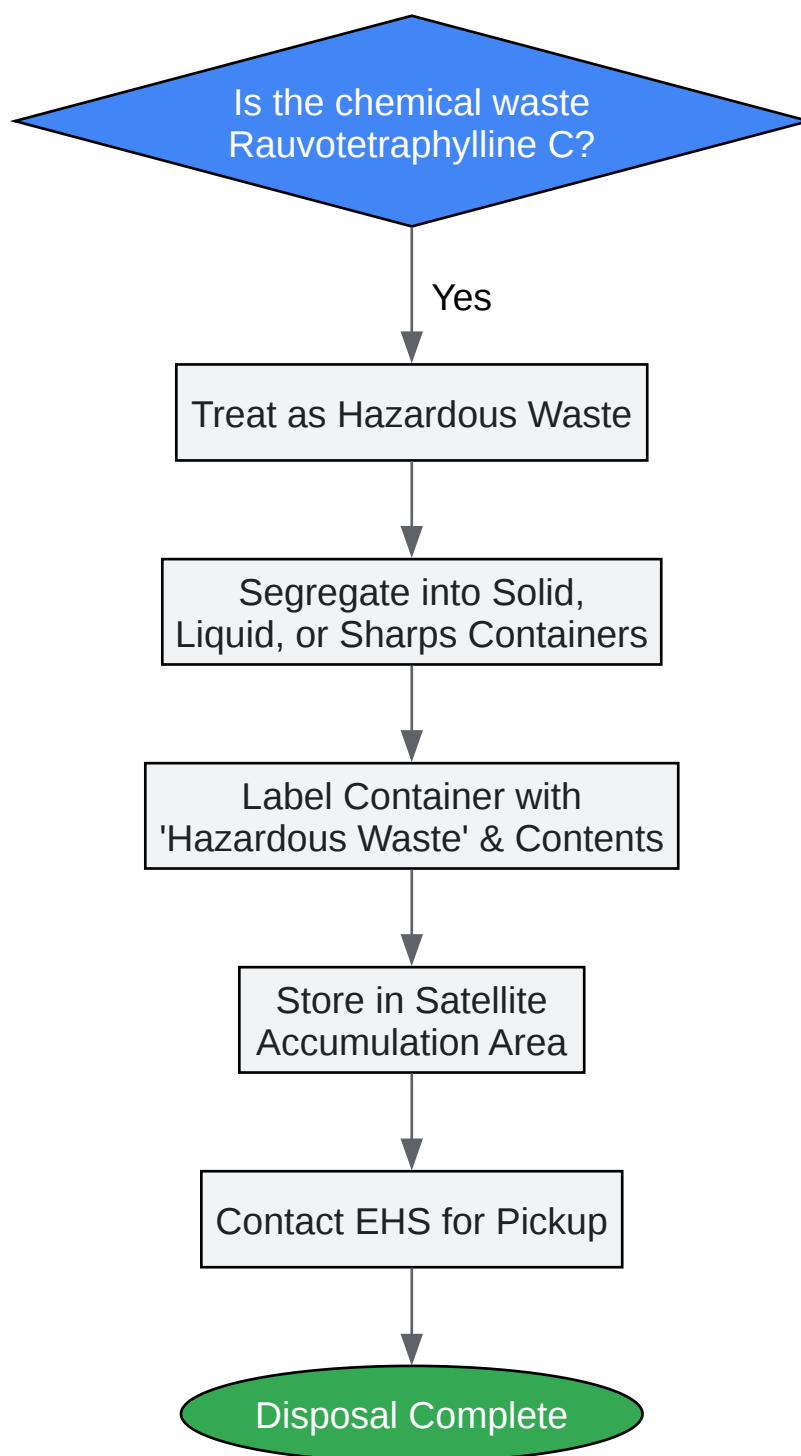 Is the chemical waste
Rauvotetraphylline C?
Yes
Treat as Hazardous Waste
Segregate into Solid,
Liquid, or Sharps Containers
Label Container with
'Hazardous Waste' & Contents
Store in Satellite
Accumulation Area
Contact EHS for Pickup
Disposal Complete